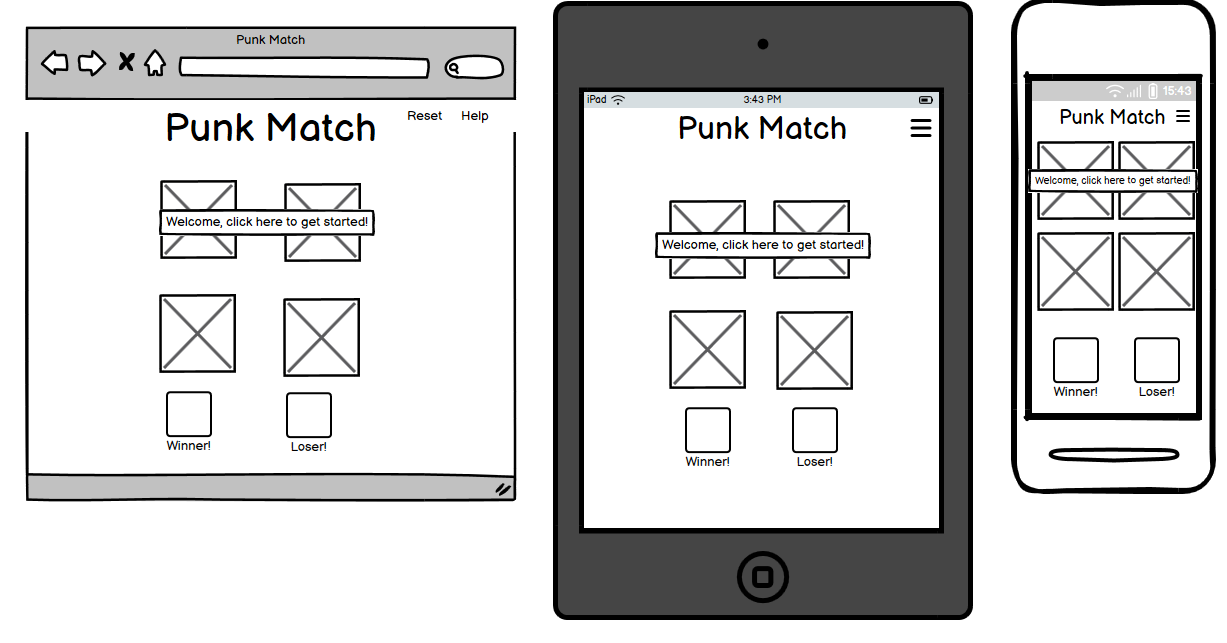 Punk Match
Punk Match
Reset Help
Welcome, click here to get started!
Winner! Loser!
iPad 3:43 PM
Punk Match
Welcome, click here to get started!
Winner! Loser!
15:43
Punk Match
Welcome, click here to get started!
Winner! Loser!